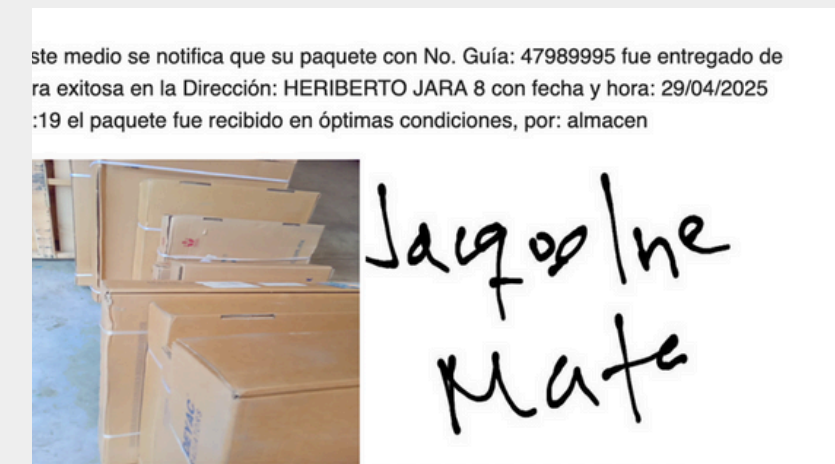 ste medio se notifica que su paquete con No. Guía: 47989995 fue entregado de
ra exitosa en la Dirección: HERIBERTO JARA 8 con fecha y hora: 29/04/2025
:19 el paquete fue recibido en óptimas condiciones, por: almacen
Jacqoolne
Mata